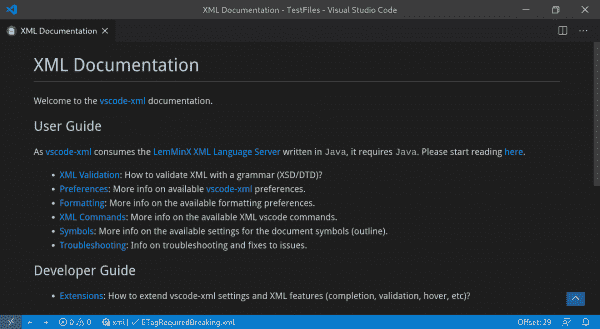 XML Documentation - TestFiles - Visual Studio Code
XML Documentation
XML Documentation
Welcome to the vscode-xml documentation.
User Guide
As vscode-xml consumes the LemMinX XML Language Server written in Java, it requires Java. Please start reading here.
• XML Validation: How to validate XML with a grammar (XSD/DTD)?
• Preferences: More info on available vscode-xml preferences.
• Formatting: More info on the available formatting preferences.
• XML Commands: More info on the available XML vscode commands.
• Symbols: More info on the available settings for the document symbols (outline).
• Troubleshooting: Info on troubleshooting and fixes to issues.
Developer Guide
• Extensions: How to extend vscode-xml settings and XML features (completion, validation, hover, etc)?
0 0 xml | ✓ ETagRequiredBreaking.xml Offset: 29